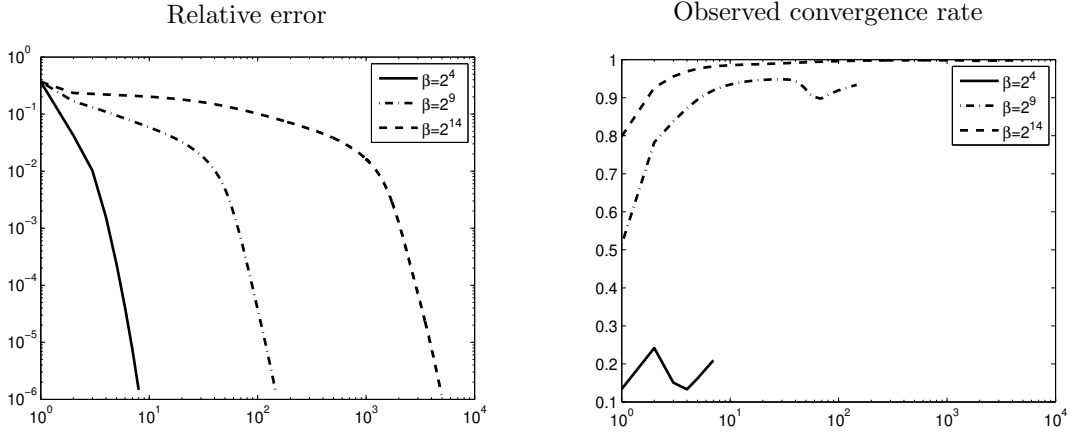 Relative error
10^0
10^-1
10^-2
10^-3
10^-4
10^-5
10^-6
10^0 10^1 10^2 10^3 10^4
β=2^4
β=2^9
β=2^14
Observed convergence rate
1
0.9
0.8
0.7
0.6
0.5
0.4
0.3
0.2
0.1
10^0 10^1 10^2 10^3 10^4
β=2^4
β=2^9
β=2^14